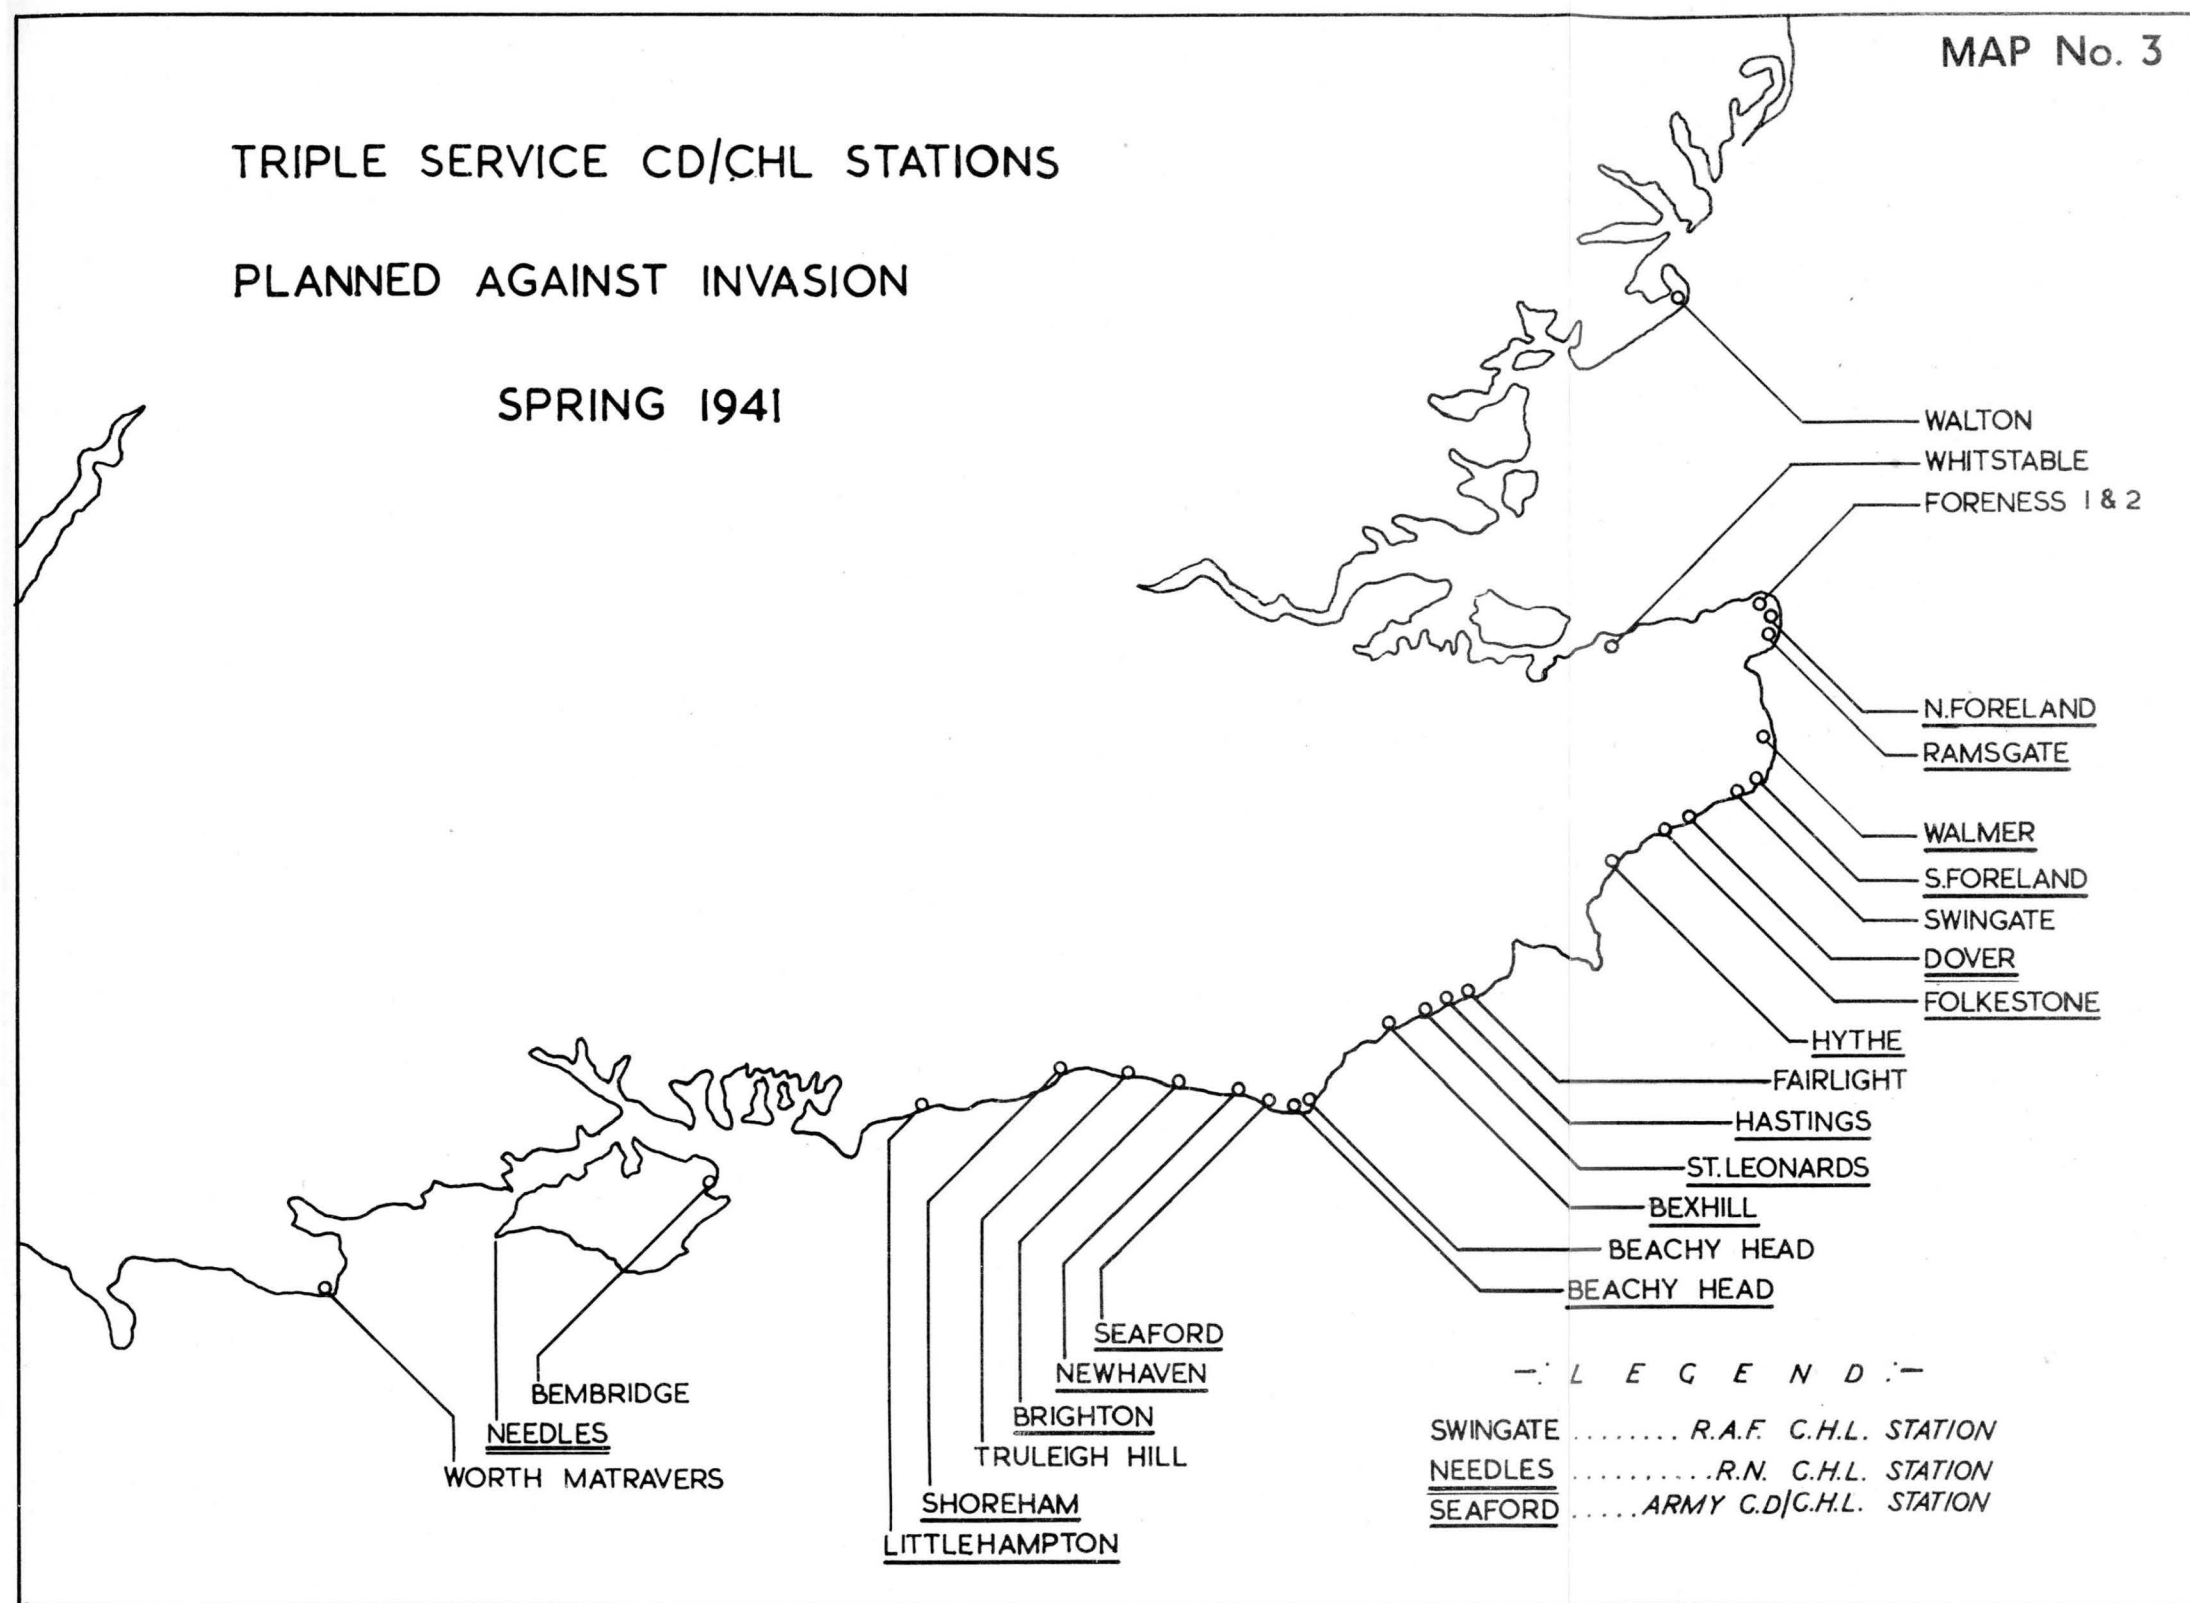 MAP No. 3
TRIPLE SERVICE CD/CHL STATIONS
PLANNED AGAINST INVASION
SPRING 1941
WALTON
WHITSTABLE
FORENESS 1 & 2
N.FORELAND
RAMSGATE
WALMER
S.FORELAND
SWINGATE
DOVER
FOLKESTONE
HYTHE
FAIRLIGHT
HASTINGS
ST.LEONARDS
BEXHILL
BEACHY HEAD
BEACHY HEAD
SEAFORD
NEWHAVEN
BRIGHTON
TRULEIGH HILL
SHOREHAM
LITTLEHAMPTON
BEMBRIDGE
NEEDLES
WORTH MATRAVERS
-: LEGEND :-
SWINGATE ........ R.A.F. C.H.L. STATION
NEEDLES .......... R.N. C.H.L. STATION
SEAFORD ..... ARMY C.D/C.H.L. STATION